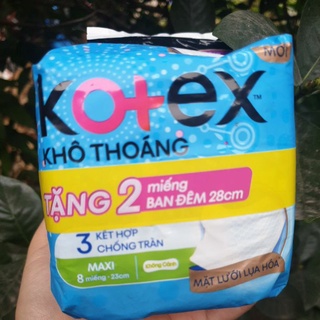 MỚI
kotex™
KHÔ THOÁNG
TẶNG 2 miếng
BAN ĐÊM 28cm
3 KẾT HỢP
CHỐNG TRÀN
MAXI
8 miếng - 23cm
Không Cánh
MẶT LƯỚI LỤA HÓA